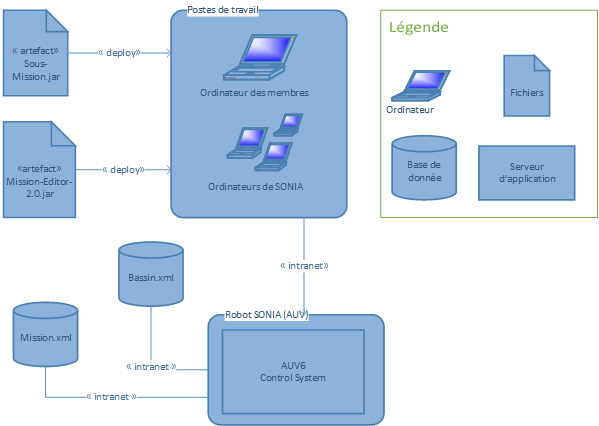 Postes de travail
« artefact»
Sous-
Mission.jar
« deploy»
Ordinateur des membres
«artefact»
Mission-Editor-
2.0.jar
« deploy»
Ordinateurs de SONIA
Légende
Ordinateur
Fichiers
Base de
donnée
Serveur
d'application
« intranet»
Bassin.xml
Mission.xml
« intranet»
« intranet»
Robot SONIA (AUV)
AUV6
Control System